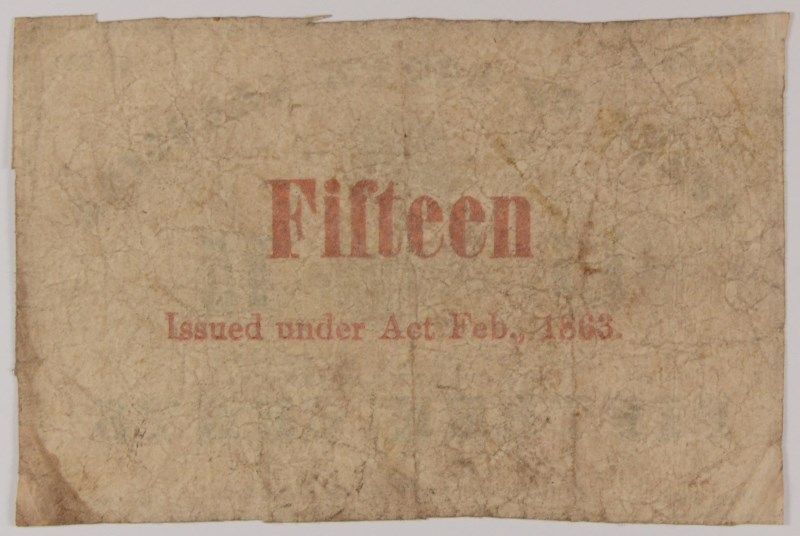 Fifteen
Issued under Act Feb., 1863.